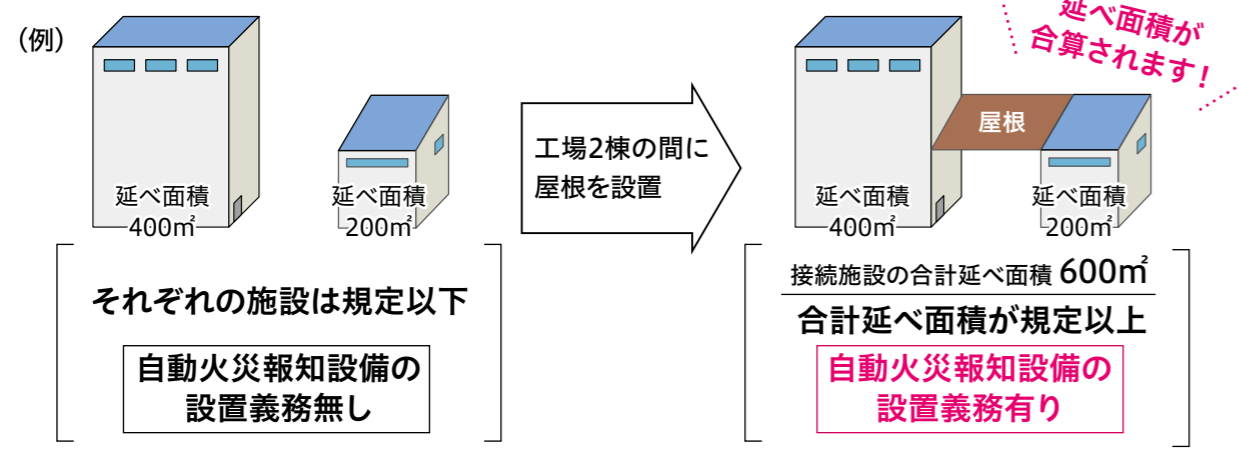 (例)
延べ面積
400㎡
延べ面積
200㎡
それぞれの施設は規定以下
自動火災報知設備の
設置義務無し
工場2棟の間に
屋根を設置
延べ面積が
合算されます!
屋根
延べ面積
400㎡
延べ面積
200㎡
接続施設の合計延べ面積 600㎡
合計延べ面積が規定以上
自動火災報知設備の
設置義務有り